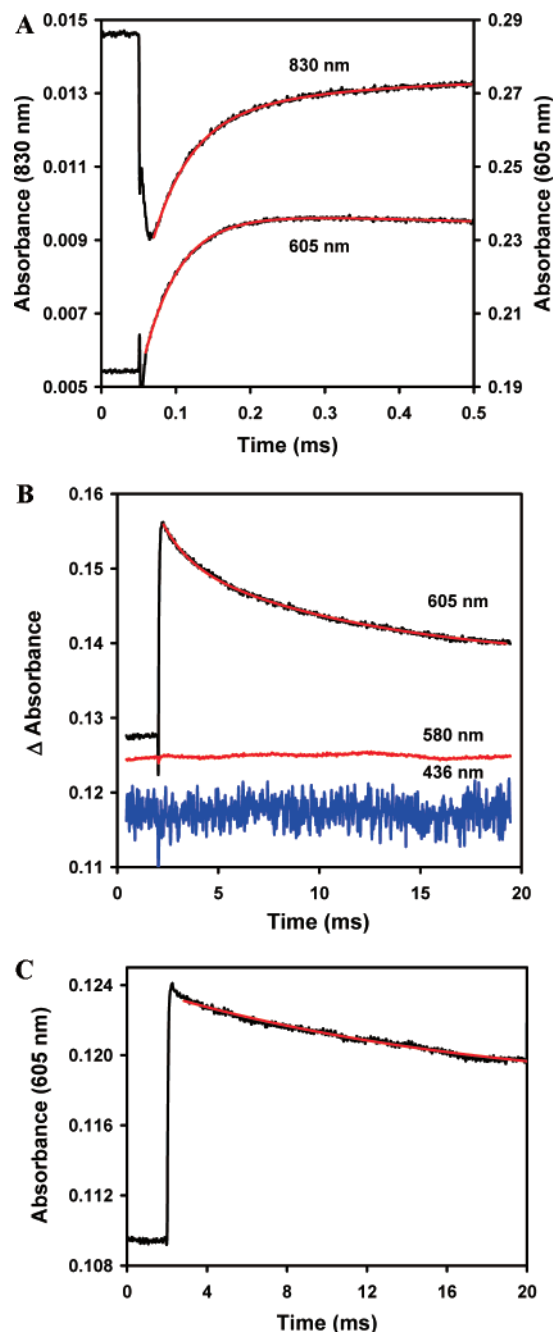 A
0.015
0.013
0.011
0.009
0.007
0.005
Absorbance (830 nm)
0.29
0.27
0.25
0.23
0.21
0.19
Absorbance (605 nm)
830 nm
605 nm
0 0.1 0.2 0.3 0.4 0.5
Time (ms)
B
0.16
0.15
0.14
0.13
0.12
0.11
Δ Absorbance
605 nm
580 nm
436 nm
0 5 10 15 20
Time (ms)
C
0.124
0.120
0.116
0.112
0.108
Absorbance (605 nm)
0 4 8 12 16 20
Time (ms)